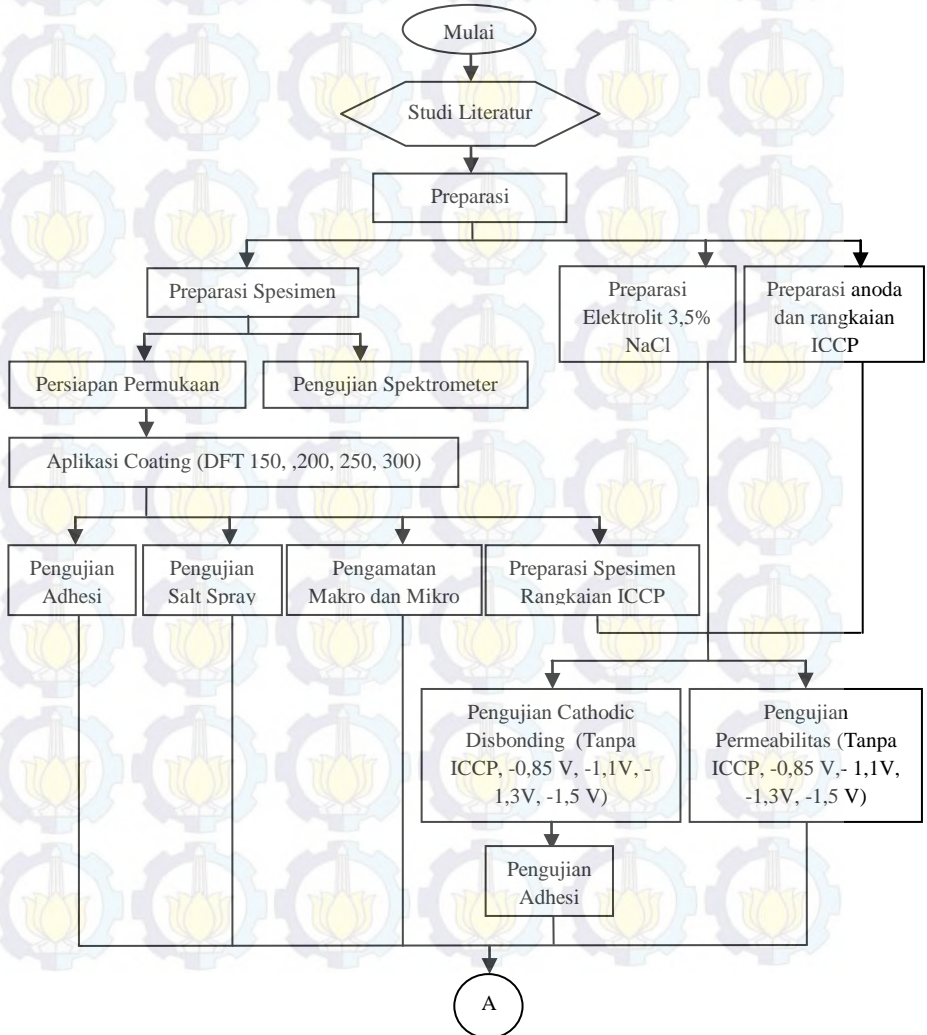 Mulai
Studi Literatur
Preparasi
Preparasi Spesimen
Preparasi
Elektrolit 3,5%
NaCl
Preparasi anoda
dan rangkaian
ICCP
Persiapan Permukaan
Pengujian Spektrometer
Aplikasi Coating (DFT 150, ,200, 250, 300)
Pengujian
Adhesi
Pengujian
Salt Spray
Pengamatan
Makro dan Mikro
Preparasi Spesimen
Rangkaian ICCP
Pengujian Cathodic
Disbonding (Tanpa
ICCP, -0,85 V, -1,1V, -
1,3V, -1,5 V)
Pengujian
Permeabilitas (Tanpa
ICCP, -0,85 V,- 1,1V,
-1,3V, -1,5 V)
Pengujian
Adhesi
A